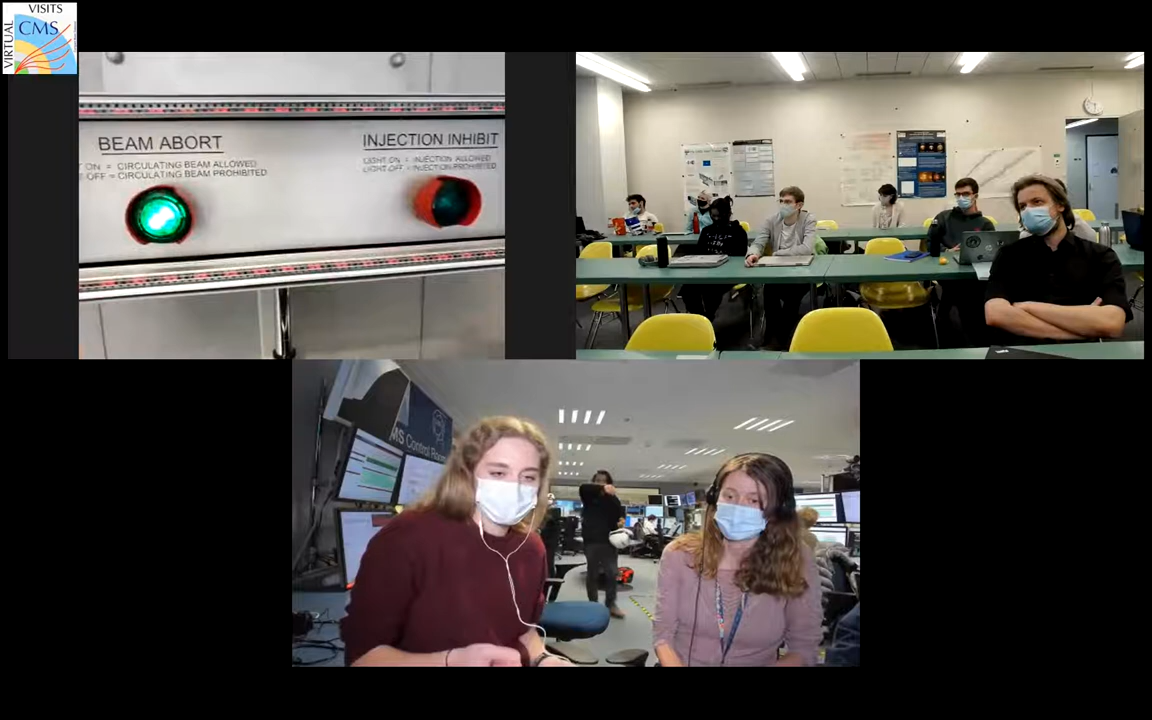 VISITS
CMS
VIRTUAL
BEAM ABORT
ON = CIRCULATING BEAM ALLOWED
OFF = CIRCULATING BEAM PROHIBITED
INJECTION INHIBIT
LIGHT ON = INJECTION ALLOWED
LIGHT OFF = INJECTION PROHIBITED
MS Control Room